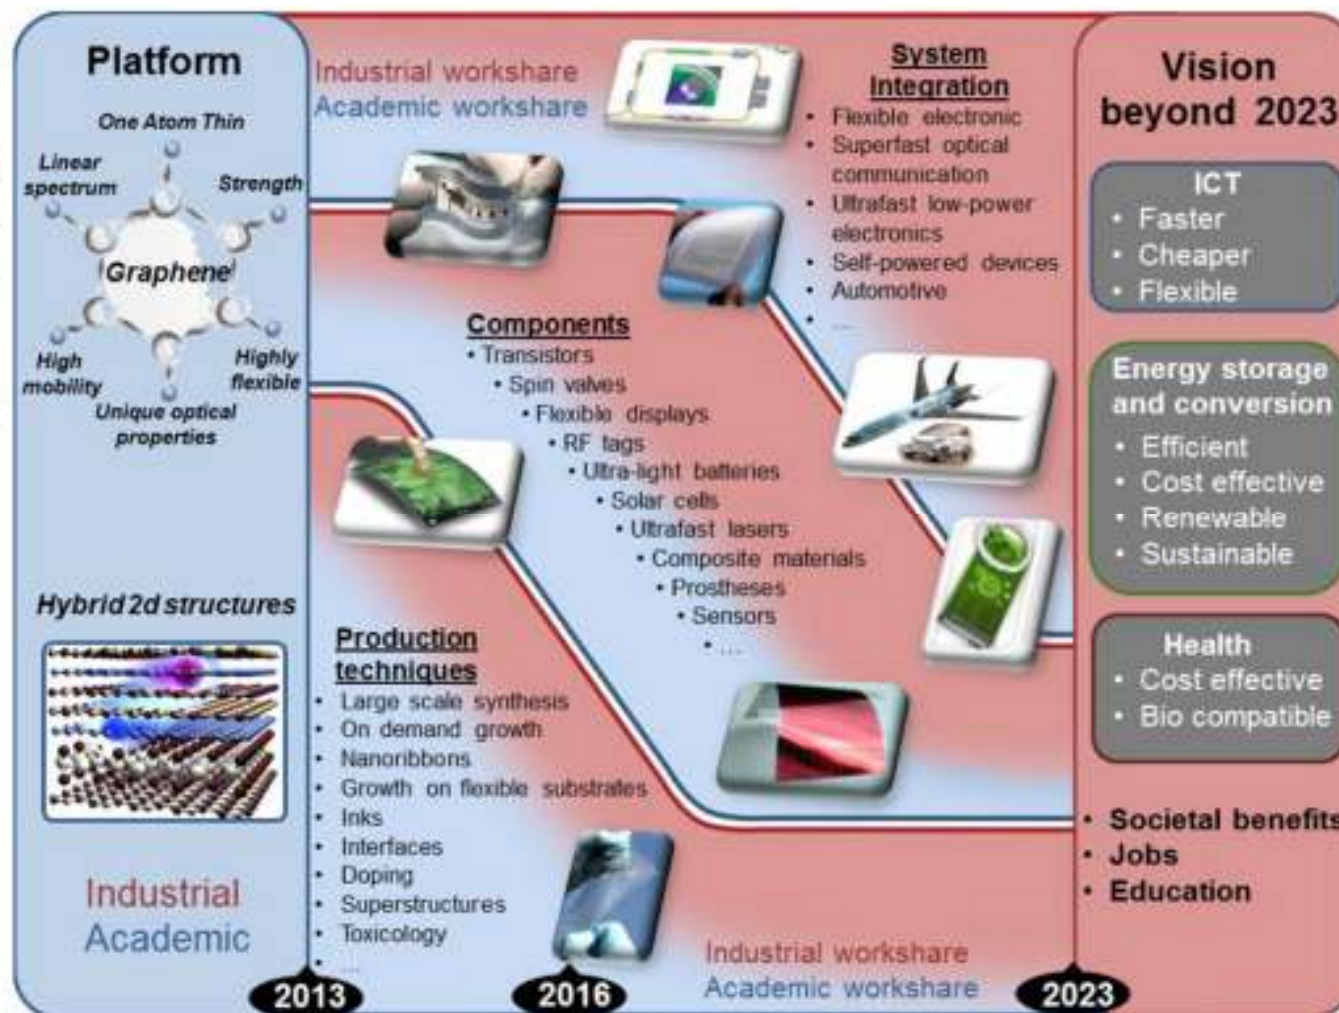 Platform
One Atom Thin
Linear
spectrum
Strength
Graphene
High
mobility
Highly
flexible
Unique optical
properties
Hybrid 2d structures
Industrial
Academic
Industrial workshare
Academic workshare
System
Integration
• Flexible electronic
• Superfast optical
communication
• Ultrafast low-power
electronics
• Self-powered devices
• Automotive
• ....
Components
• Transistors
• Spin valves
• Flexible displays
• RF tags
• Ultra-light batteries
• Solar cells
• Ultrafast lasers
• Composite materials
• Prostheses
• Sensors
• ...
Production
techniques
• Large scale synthesis
• On demand growth
• Nanoribbons
• Growth on flexible substrates
• Inks
• Interfaces
• Doping
• Superstructures
• Toxicology
• ...
Industrial workshare
Academic workshare
2013
2016
2023
Vision
beyond 2023
ICT
• Faster
• Cheaper
• Flexible
Energy storage
and conversion
• Efficient
• Cost effective
• Renewable
• Sustainable
Health
• Cost effective
• Bio compatible
• Societal benefits
• Jobs
• Education